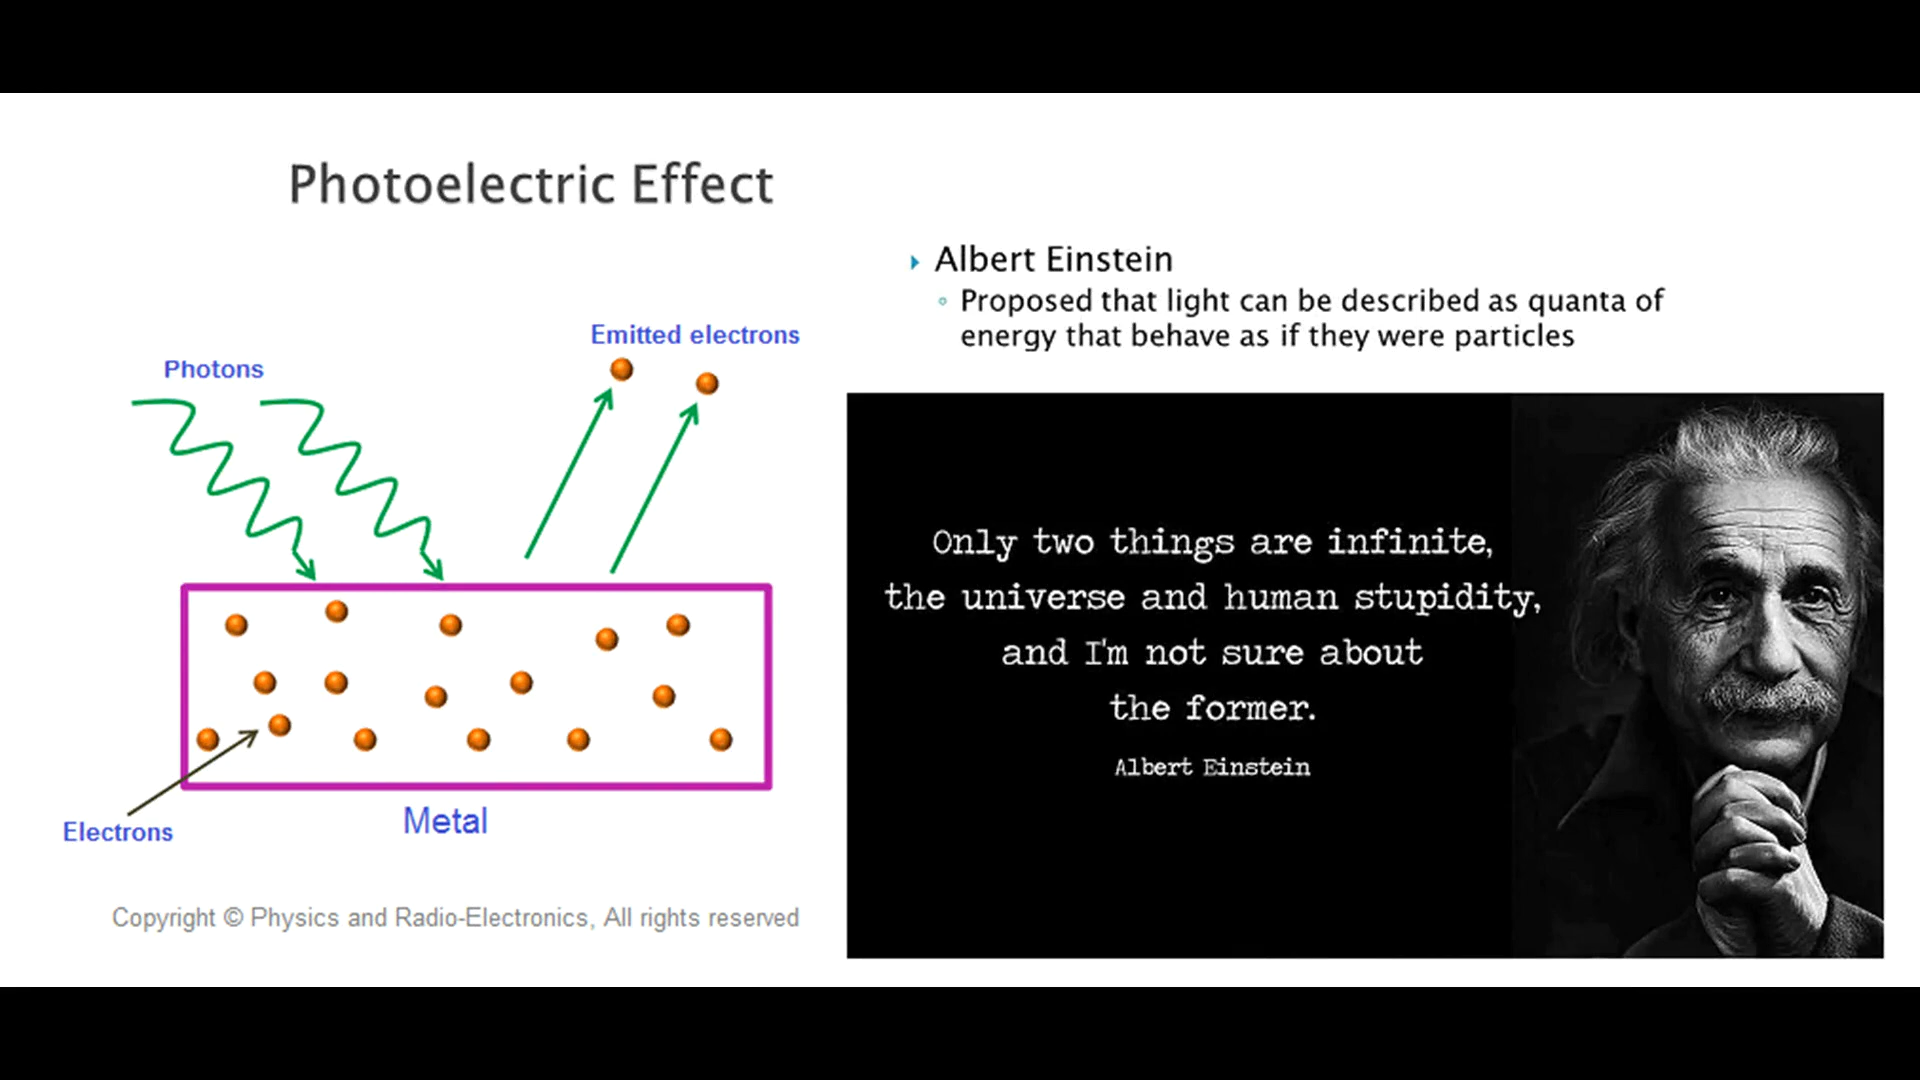 Photoelectric Effect
Albert Einstein
Proposed that light can be described as quanta of
energy that behave as if they were particles
Photons
Emitted electrons
Electrons
Metal
Copyright © Physics and Radio-Electronics, All rights reserved
Only two things are infinite,
the universe and human stupidity,
and I'm not sure about
the former.
Albert Einstein